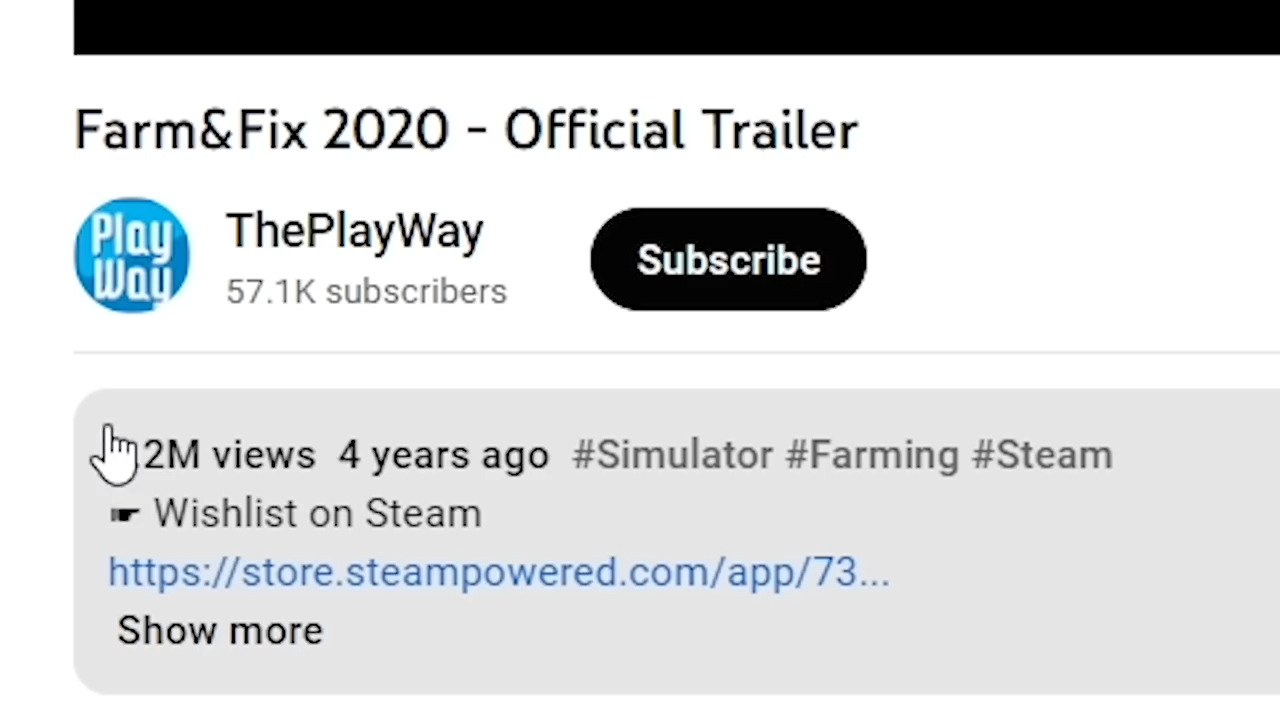 Farm&Fix 2020 - Official Trailer
Play
Way
ThePlayWay
57.1K subscribers
Subscribe
2M views 4 years ago #Simulator #Farming #Steam
☛ Wishlist on Steam
https://store.steampowered.com/app/73...
Show more